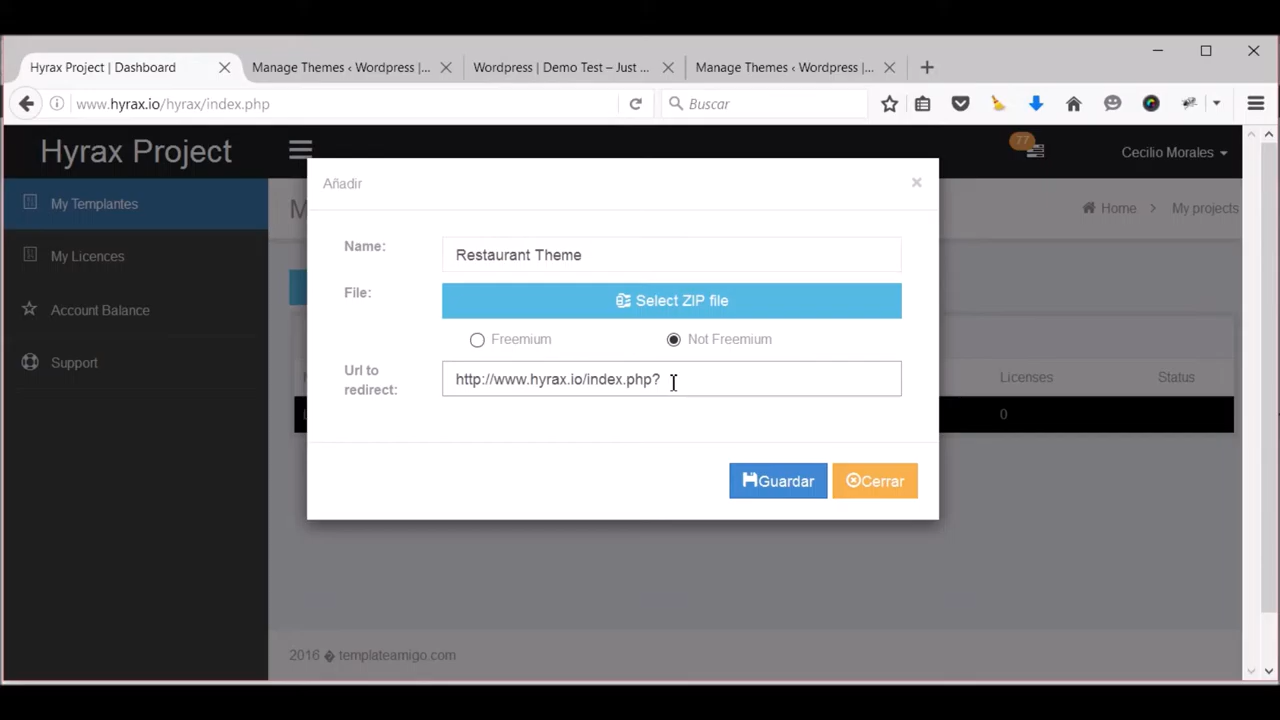 Hyrax Project | Dashboard
Manage Themes ‹ Wordpress |...
Wordpress | Demo Test – Just ...
Manage Themes ‹ Wordpress |...
www.hyrax.io/hyrax/index.php
Buscar
Hyrax Project
77
Cecilio Morales
Añadir
My Templantes
Home
My projects
My Licences
Account Balance
Support
Name:
Restaurant Theme
File:
Select ZIP file
Freemium
Not Freemium
Url to
redirect:
http://www.hyrax.io/index.php?
Licenses
Status
0
Guardar
Cerrar
2016 � templateamigo.com